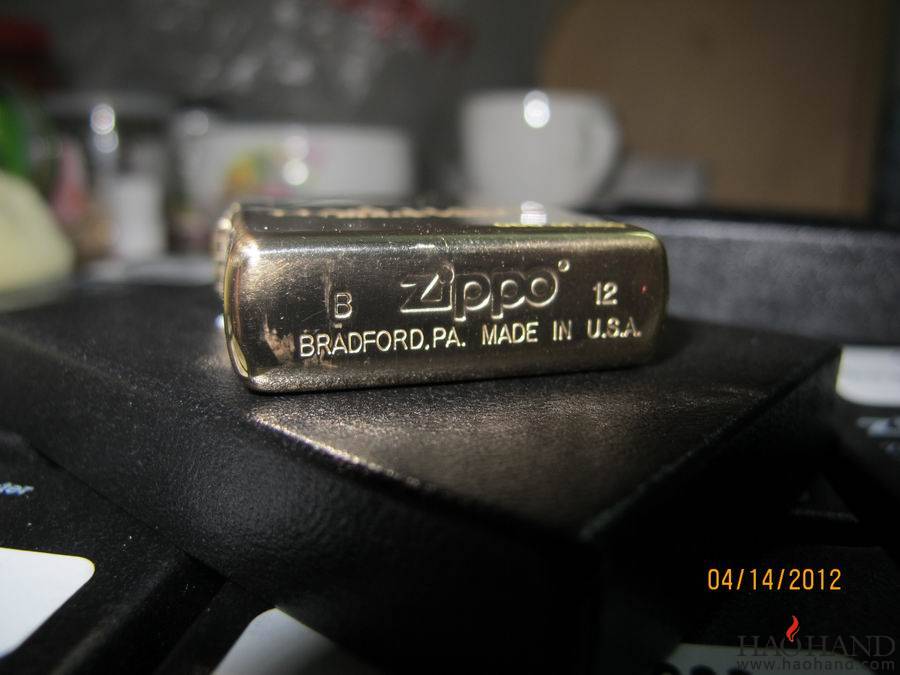 B Zippo 12
BRADFORD, PA. MADE IN U.S.A.
04/14/2012
HAOHAND
www.haohand.com